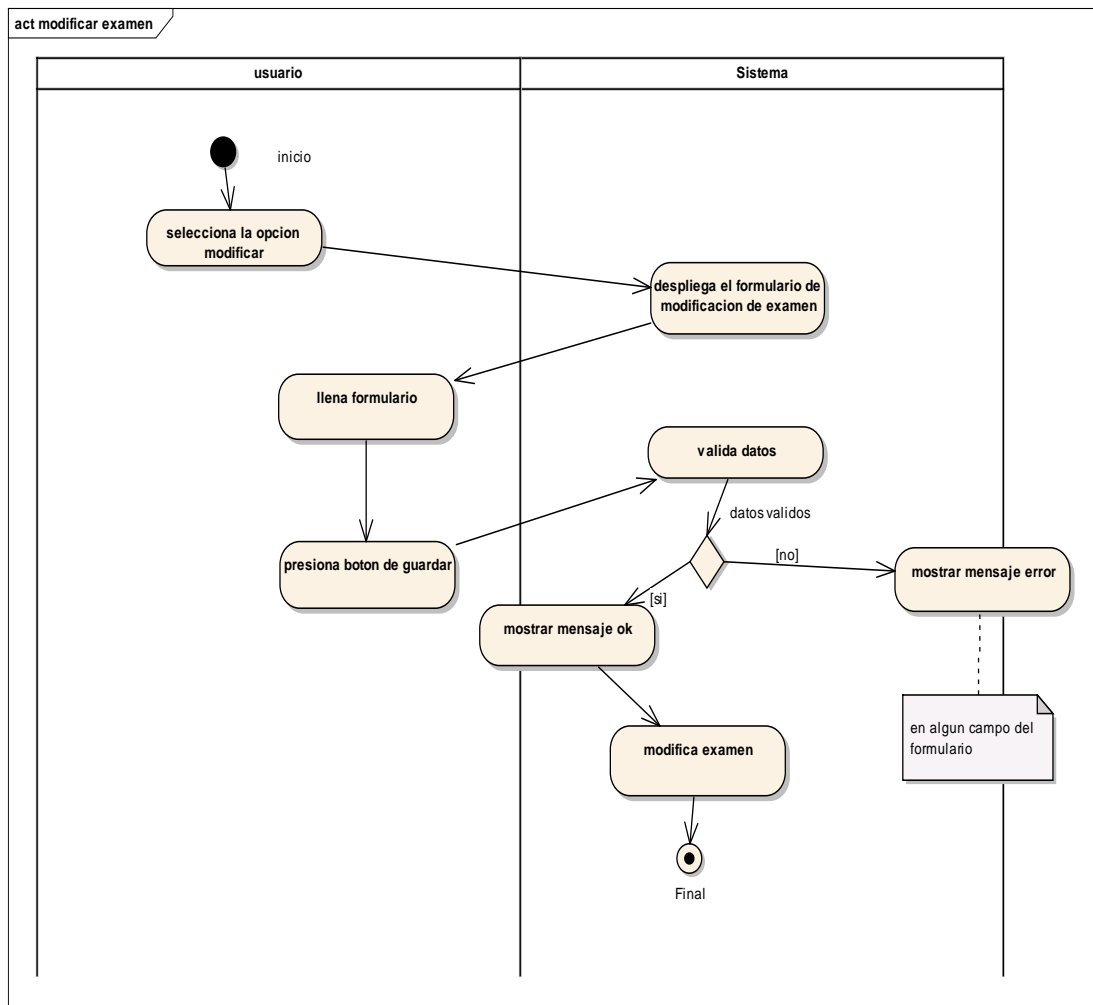 act modificar examen
usuario
Sistema
inicio
selecciona la opcion
modificar
despliega el formulario de
modificacion de examen
llena formulario
valida datos
datos validos
presiona boton de guardar
[no]
mostrar mensaje error
[si]
mostrar mensaje ok
en algun campo del
formulario
modifica examen
Final